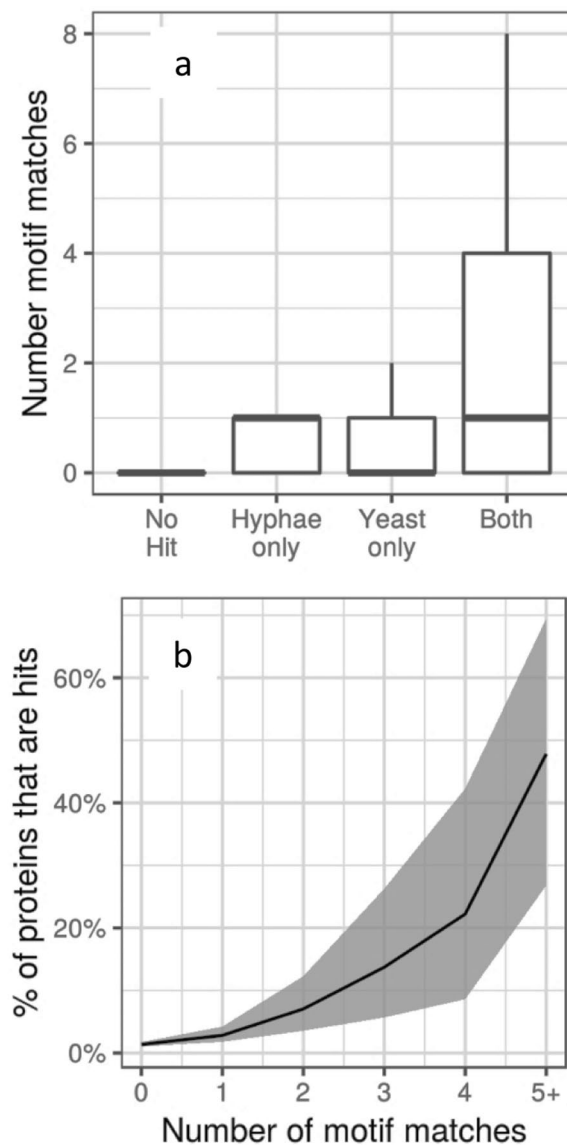 a
Number motif matches
8
6
4
2
0
No
Hit
Hyphae
only
Yeast
only
Both
b
% of proteins that are hits
60%
40%
20%
0%
0 1 2 3 4 5+
Number of motif matches